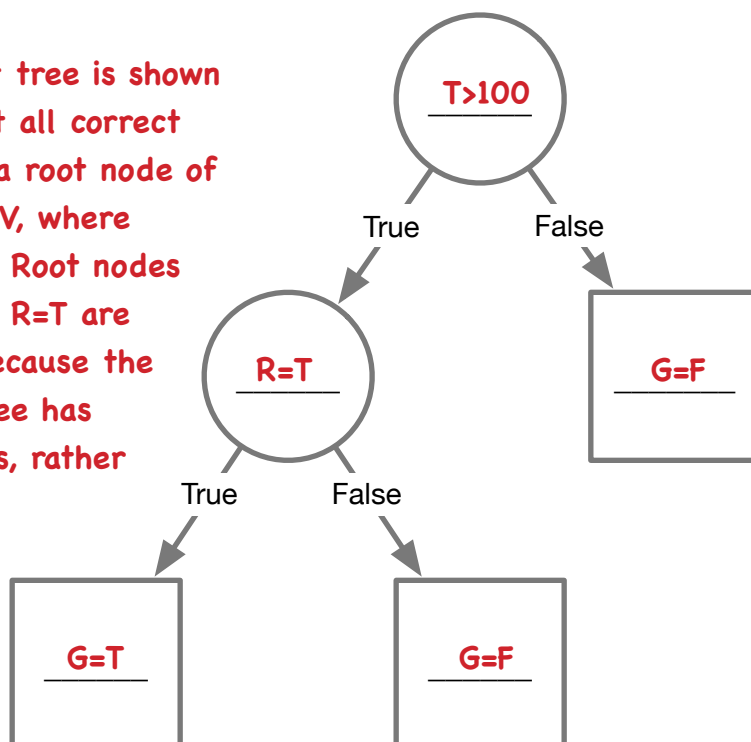 tree is shown
all correct
a root node of
V, where
Root nodes
R=T are
ecause the
ee has
s, rather
T>100
True
False
R=T
G=F
True
False
G=T
G=F